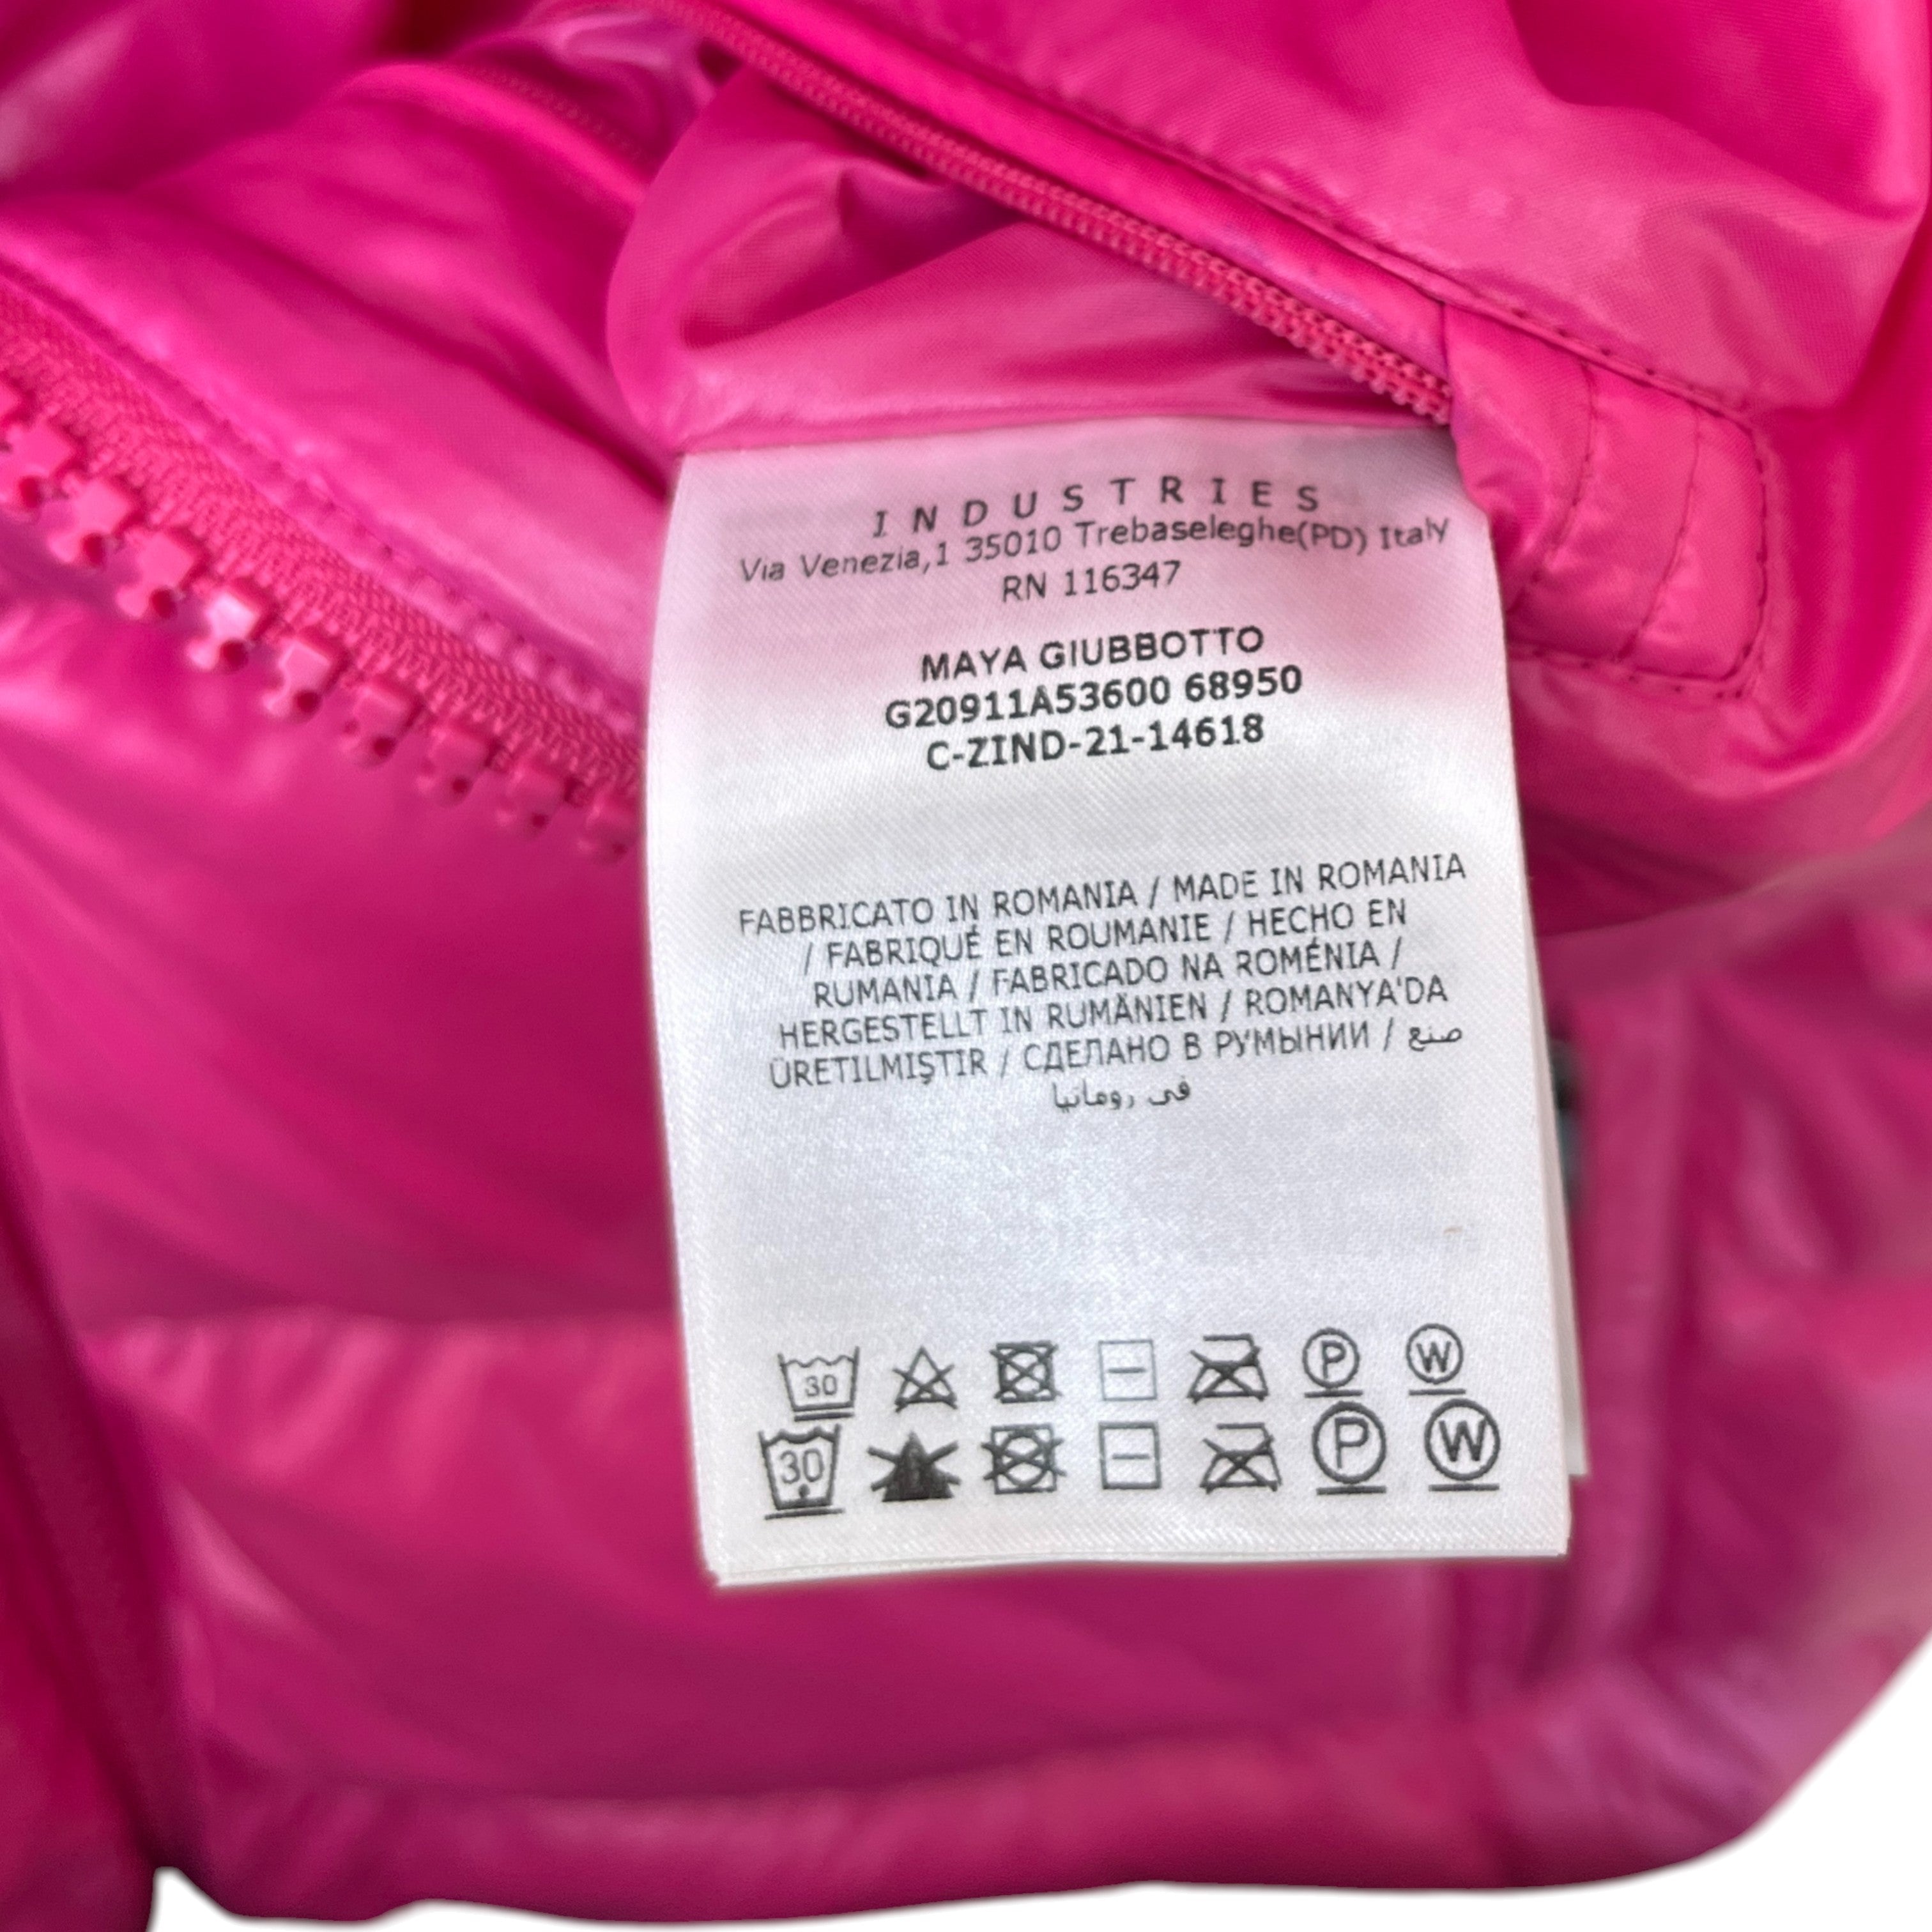 INDUSTRIES
Via Venezia,1 35010 Trebaseleghe(PD) Italy
RN 116347
MAYA GIUBBOTTO
G20911A53600 68950
C-ZIND-21-14618
FABBRICATO IN ROMANIA / MADE IN ROMANIA
/ FABRIQUÉ EN ROUMANIE / HECHO EN
RUMANIA / FABRICADO NA ROMÉNIA /
HERGESTELLT IN RUMÄNIEN / ROMANYA'DA
ÜRETILMIŞTIR / СДЕЛАНО В РУМЫНИИ / صنع
في رومانيا
30 P W
30 P W